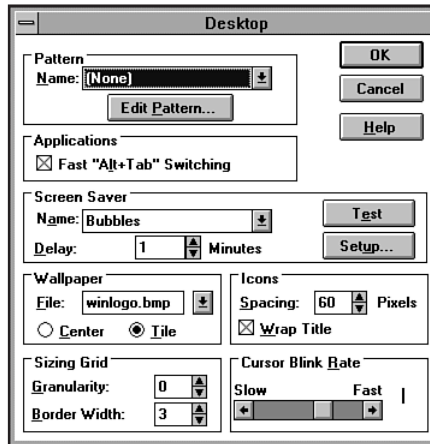 Desktop
Pattern
Name: (None)
Edit Pattern...
OK
Cancel
Help
Applications
Fast "Alt+Tab" Switching
Screen Saver
Name: Bubbles
Test
Delay: 1 Minutes
Setup...
Wallpaper
File: winlogo.bmp
Center Tile
Icons
Spacing: 60 Pixels
Wrap Title
Sizing Grid
Granularity: 0
Border Width: 3
Cursor Blink Rate
Slow Fast